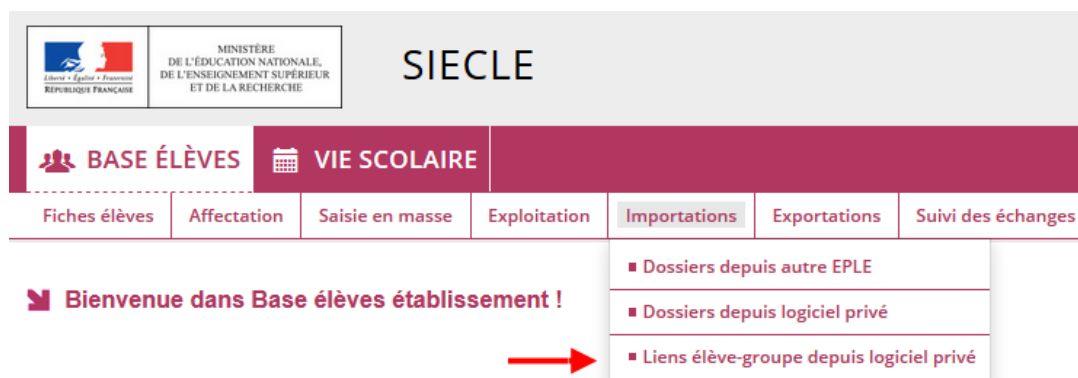 MINISTÈRE
DE L'ÉDUCATION NATIONALE,
DE L'ENSEIGNEMENT SUPÉRIEUR
ET DE LA RECHERCHE
Liberté • Égalité • Fraternité
RÉPUBLIQUE FRANÇAISE
SIECLE
BASE ÉLÈVES VIE SCOLAIRE
Fiches élèves Affectation Saisie en masse Exploitation Importations Exportations Suivi des échanges
Dossiers depuis autre EPLE
Bienvenue dans Base élèves établissement !
Dossiers depuis logiciel privé
Liens élève-groupe depuis logiciel privé